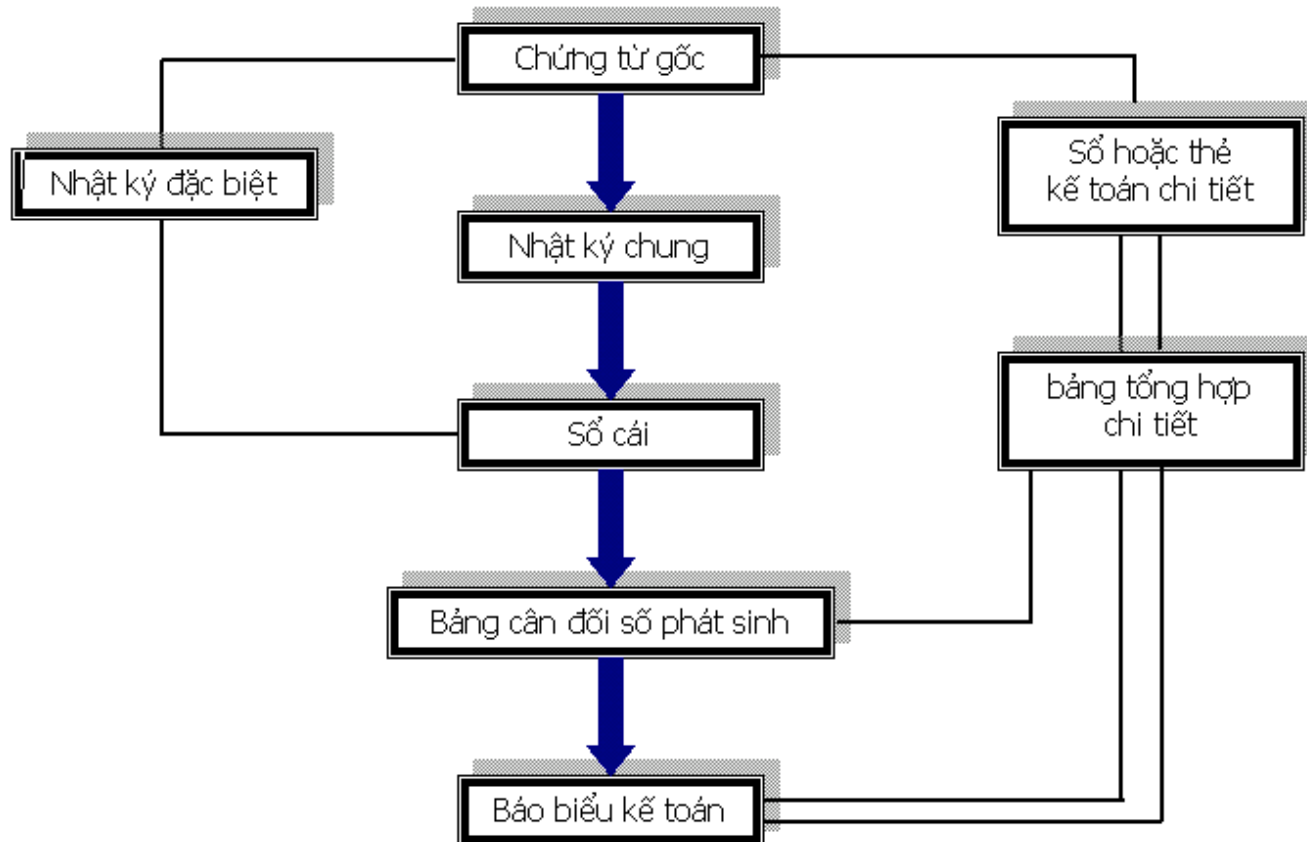 Chứng từ gốc
Nhật ký đặc biệt
Sổ hoặc thẻ
kế toán chi tiết
Nhật ký chung
bảng tổng hợp
chi tiết
Sổ cái
Bảng cân đối số phát sinh
Báo biểu kế toán